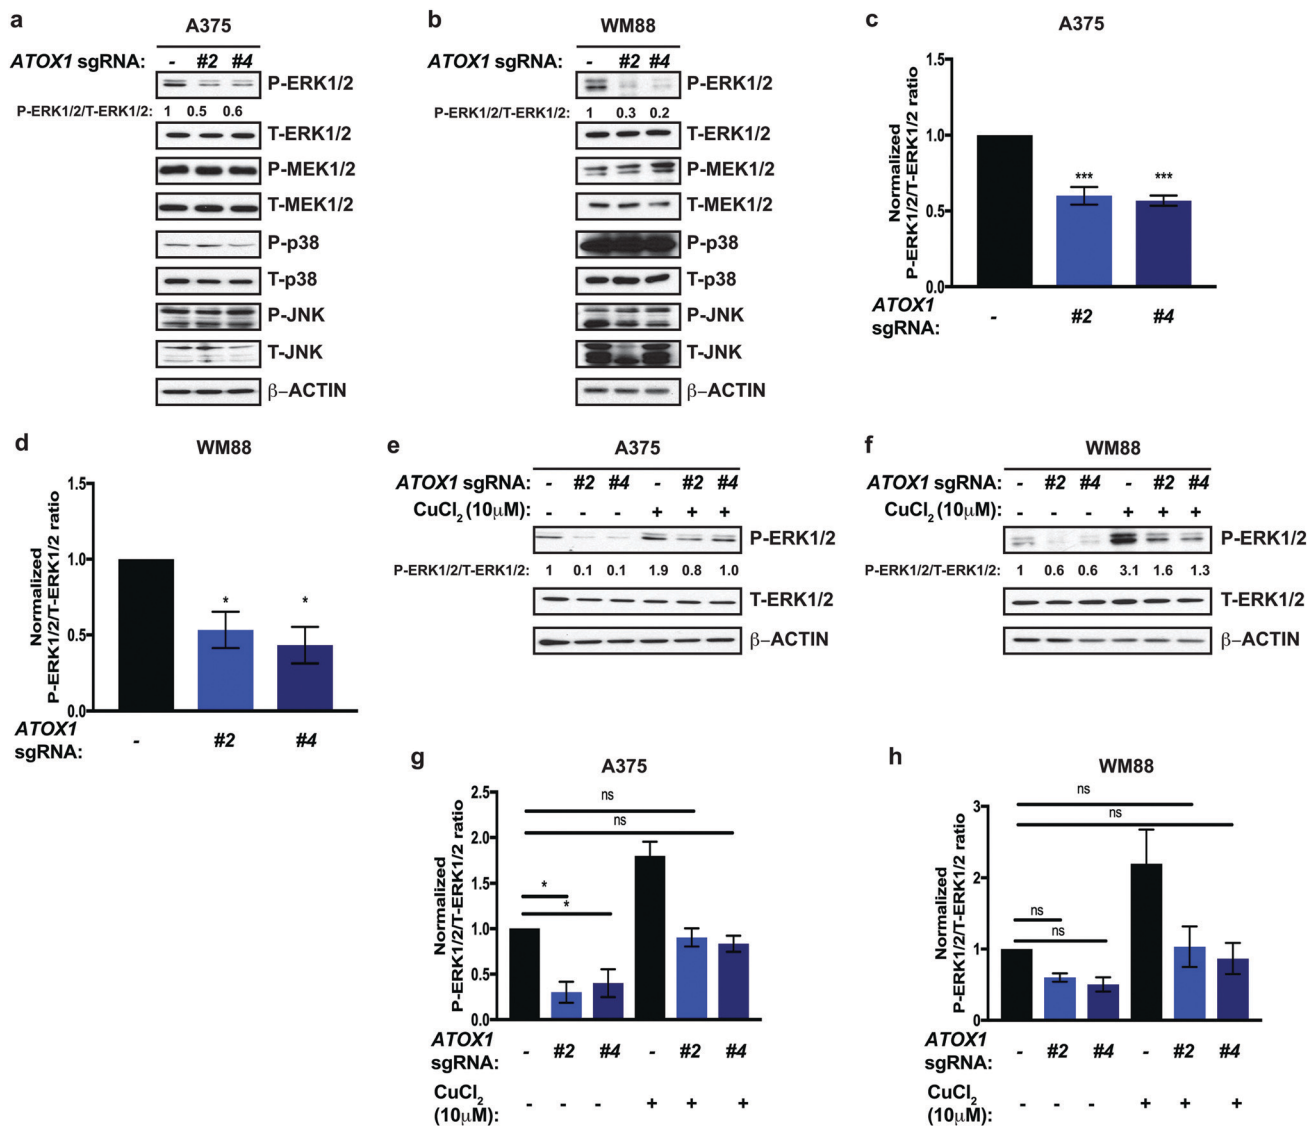 a
A375
ATOX1 sgRNA: - #2 #4
P-ERK1/2
P-ERK1/2/T-ERK1/2: 1 0.5 0.6
T-ERK1/2
P-MEK1/2
T-MEK1/2
P-p38
T-p38
P-JNK
T-JNK
β–ACTIN
b
WM88
ATOX1 sgRNA: - #2 #4
P-ERK1/2
P-ERK1/2/T-ERK1/2: 1 0.3 0.2
T-ERK1/2
P-MEK1/2
T-MEK1/2
P-p38
T-p38
P-JNK
T-JNK
β–ACTIN
c
A375
Normalized
P-ERK1/2/T-ERK1/2 ratio
1.5
1.0
0.5
0.0
*** ***
ATOX1
sgRNA: - #2 #4
d
WM88
Normalized
P-ERK1/2/T-ERK1/2 ratio
1.5
1.0
0.5
0.0
* *
ATOX1
sgRNA: - #2 #4
e
A375
ATOX1 sgRNA: - #2 #4 - #2 #4
CuCl2 (10μM): - - - + + +
P-ERK1/2
P-ERK1/2/T-ERK1/2: 1 0.1 0.1 1.9 0.8 1.0
T-ERK1/2
β–ACTIN
f
WM88
ATOX1 sgRNA: - #2 #4 - #2 #4
CuCl2 (10μM): - - - + + +
P-ERK1/2
P-ERK1/2/T-ERK1/2: 1 0.6 0.6 3.1 1.6 1.3
T-ERK1/2
β–ACTIN
g
A375
Normalized
P-ERK1/2/T-ERK1/2 ratio
2.5
2.0
1.5
1.0
0.5
0.0
ns
ns
*
*
ATOX1
sgRNA: - #2 #4 - #2 #4
CuCl2
(10μM): - - - + + +
h
WM88
Normalized
P-ERK1/2/T-ERK1/2 ratio
3
2
1
0
ns
ns
ns
ns
ATOX1
sgRNA: - #2 #4 - #2 #4
CuCl2
(10μM): - - - + + +